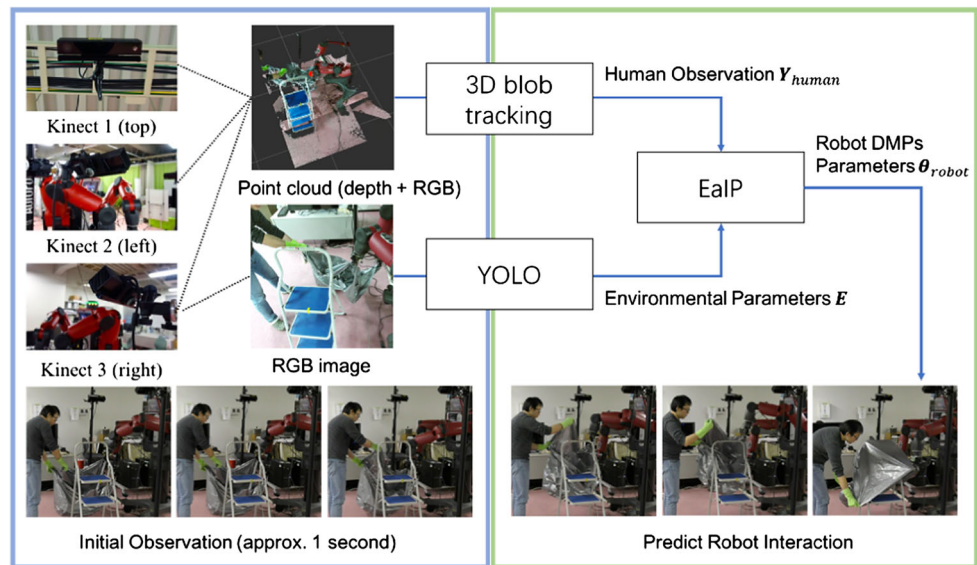 Kinect 1 (top)
Kinect 2 (left)
Kinect 3 (right)
Point cloud (depth + RGB)
RGB image
3D blob
tracking
YOLO
Human Observation Y_human
Environmental Parameters E
EaIP
Robot DMPs
Parameters θ_robot
Initial Observation (approx. 1 second)
Predict Robot Interaction